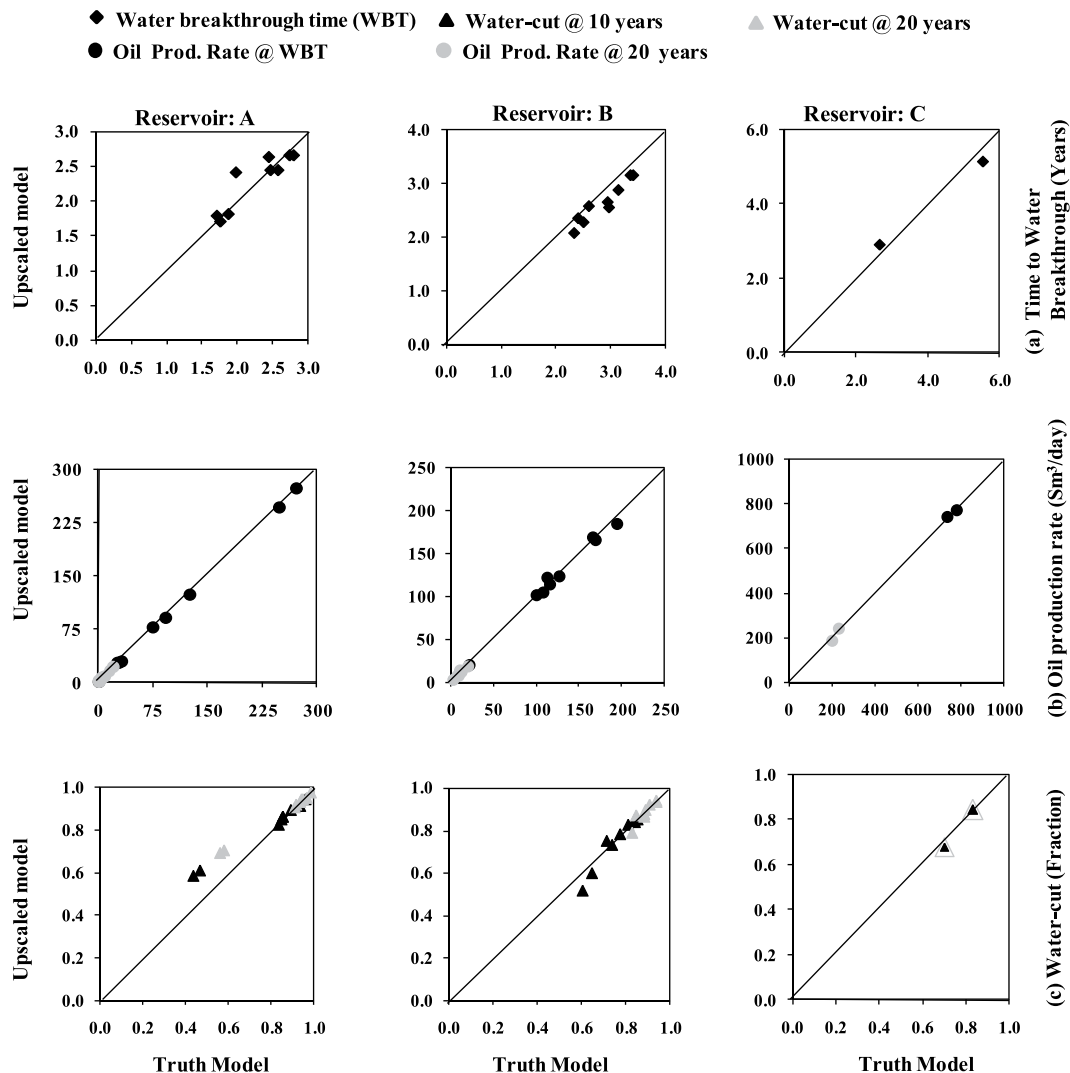 Water breakthrough time (WBT) Water-cut @ 10 years Water-cut @ 20 years
Oil Prod. Rate @ WBT Oil Prod. Rate @ 20 years
Reservoir: A Reservoir: B Reservoir: C
Upscaled model
3.0
2.5
2.0
1.5
1.0
0.5
0.0
0.0 0.5 1.0 1.5 2.0 2.5 3.0
4.0
3.0
2.0
1.0
0.0
0.0 1.0 2.0 3.0 4.0
6.0
4.0
2.0
0.0
0.0 2.0 4.0 6.0
(a) Time to Water
Breakthrough (Years)
Upscaled model
300
225
150
75
0
0 75 150 225 300
250
200
150
100
50
0
0 50 100 150 200 250
1000
800
600
400
200
0
0 200 400 600 800 1000
(b) Oil production rate (Sm³/day)
Upscaled model
1.0
0.8
0.6
0.4
0.2
0.0
0.0 0.2 0.4 0.6 0.8 1.0
Truth Model
1.0
0.8
0.6
0.4
0.2
0.0
0.0 0.2 0.4 0.6 0.8 1.0
Truth Model
1.0
0.8
0.6
0.4
0.2
0.0
0.0 0.2 0.4 0.6 0.8 1.0
Truth Model
(c) Water-cut (Fraction)